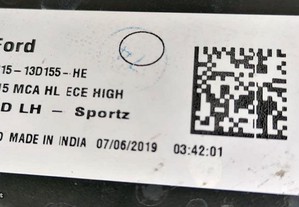 Ford
15-13D155-HE
5 MCA HL ECE HIGH
D LH - Sportz
MADE IN INDIA 07/06/2019 03:42:01